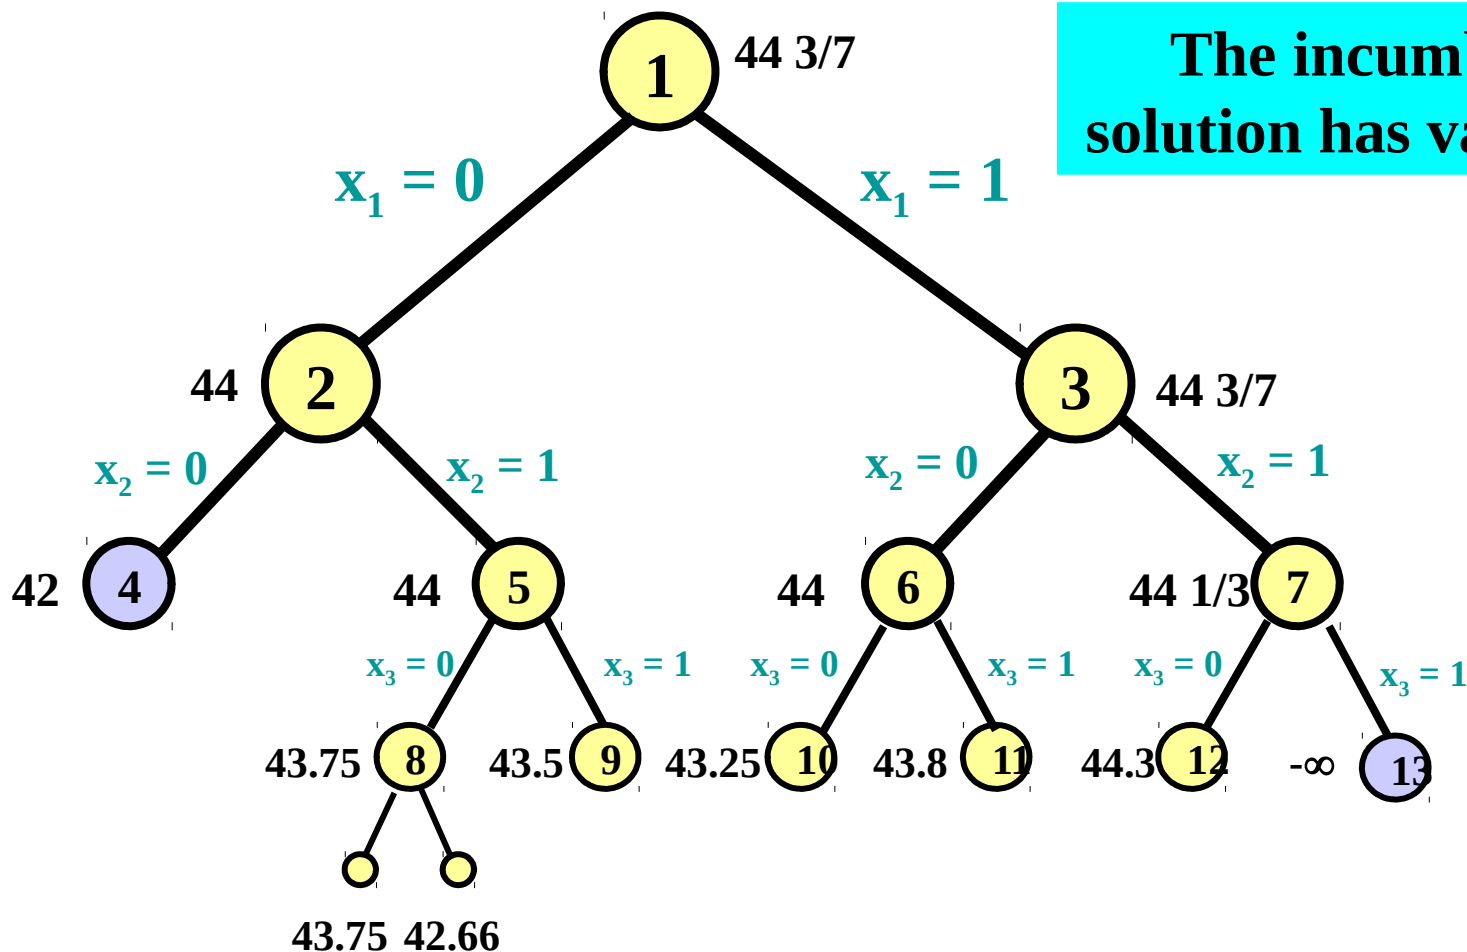 1 44 3/7
The incum
solution has va
x1 = 0 x1 = 1
44 2 3 44 3/7
x2 = 0 x2 = 1 x2 = 0 x2 = 1
42 4 44 5 44 6 44 1/3 7
x3 = 0 x3 = 1 x3 = 0 x3 = 1 x3 = 0 x3 = 1
43.75 8 43.5 9 43.25 10 43.8 11 44.3 12 -∞ 13
43.75 42.66